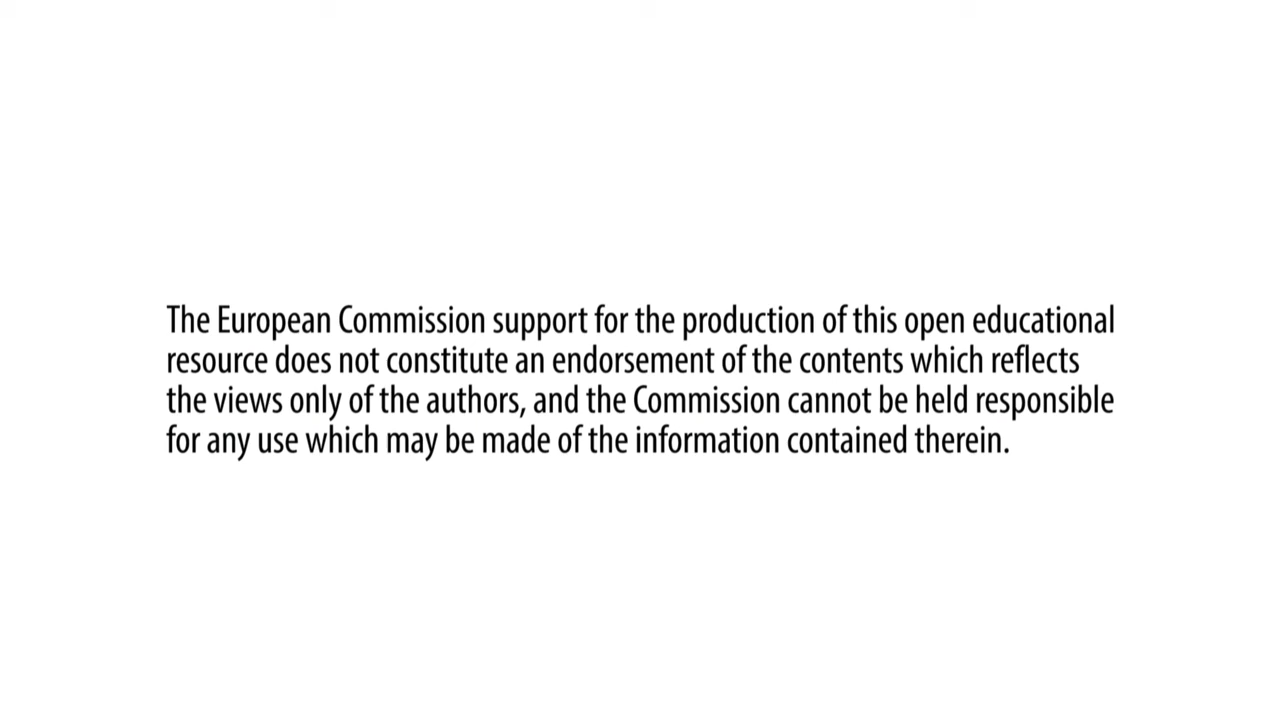 The European Commission support for the production of this open educational
resource does not constitute an endorsement of the contents which reflects
the views only of the authors, and the Commission cannot be held responsible
for any use which may be made of the information contained therein.